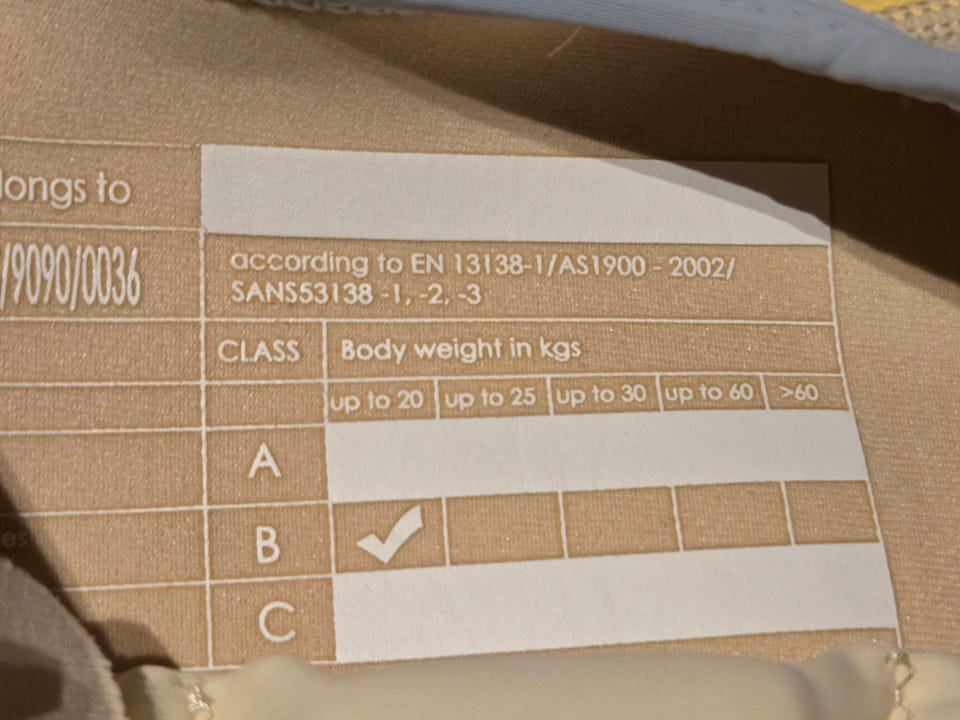 longs to
/9090/0036
according to EN 13138-1/AS1900 - 2002/
SANS53138 -1, -2, -3
CLASS Body weight in kgs
up to 20 up to 25 up to 30 up to 60 >60
A
B
C